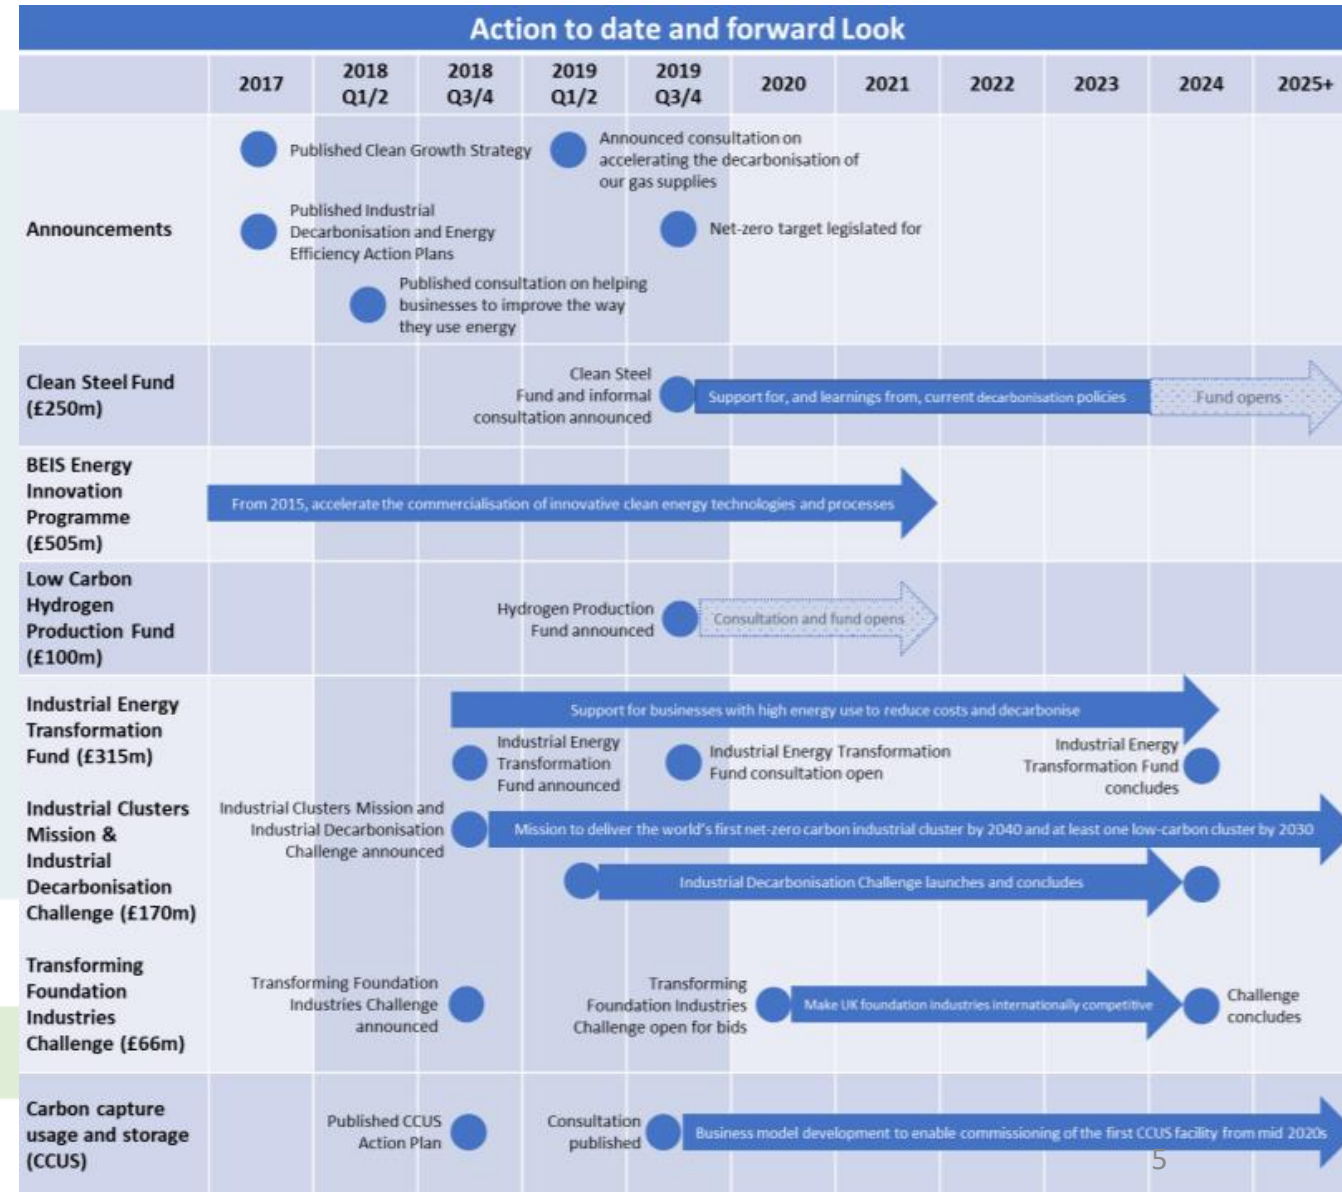 Action to date and forward Look
2017
2018
Q1/2
2018
Q3/4
2019
Q1/2
2019
Q3/4
2020
2021
2022
2023
2024
2025+
Announcements
Published Clean Growth Strategy
Announced consultation on
accelerating the decarbonisation of
our gas supplies
Published Industrial
Decarbonisation and Energy
Efficiency Action Plans
Net-zero target legislated for
Published consultation on helping
businesses to improve the way
they use energy
Clean Steel Fund
(£250m)
Clean Steel
Fund and informal
consultation announced
Support for, and learnings from, current decarbonisation policies
Fund opens
BEIS Energy
Innovation
Programme
(£505m)
From 2015, accelerate the commercialisation of innovative clean energy technologies and processes
Low Carbon
Hydrogen
Production Fund
(£100m)
Hydrogen Production
Fund announced
Consultation and fund opens
Industrial Energy
Transformation
Fund (£315m)
Support for businesses with high energy use to reduce costs and decarbonise
Industrial Energy
Transformation
Fund announced
Industrial Energy Transformation
Fund consultation open
Industrial Energy
Transformation Fund
concludes
Industrial Clusters
Mission &
Industrial
Decarbonisation
Challenge (£170m)
Industrial Clusters Mission and
Industrial Decarbonisation
Challenge announced
Mission to deliver the world's first net-zero carbon industrial cluster by 2040 and at least one low-carbon cluster by 2030
Industrial Decarbonisation Challenge launches and concludes
Transforming
Foundation
Industries
Challenge (£66m)
Transforming Foundation
Industries Challenge
announced
Transforming
Foundation Industries
Challenge open for bids
Make UK foundation industries internationally competitive
Challenge
concludes
Carbon capture
usage and storage
(CCUS)
Published CCUS
Action Plan
Consultation
published
Business model development to enable commissioning of the first CCUS facility from mid 2020s
5